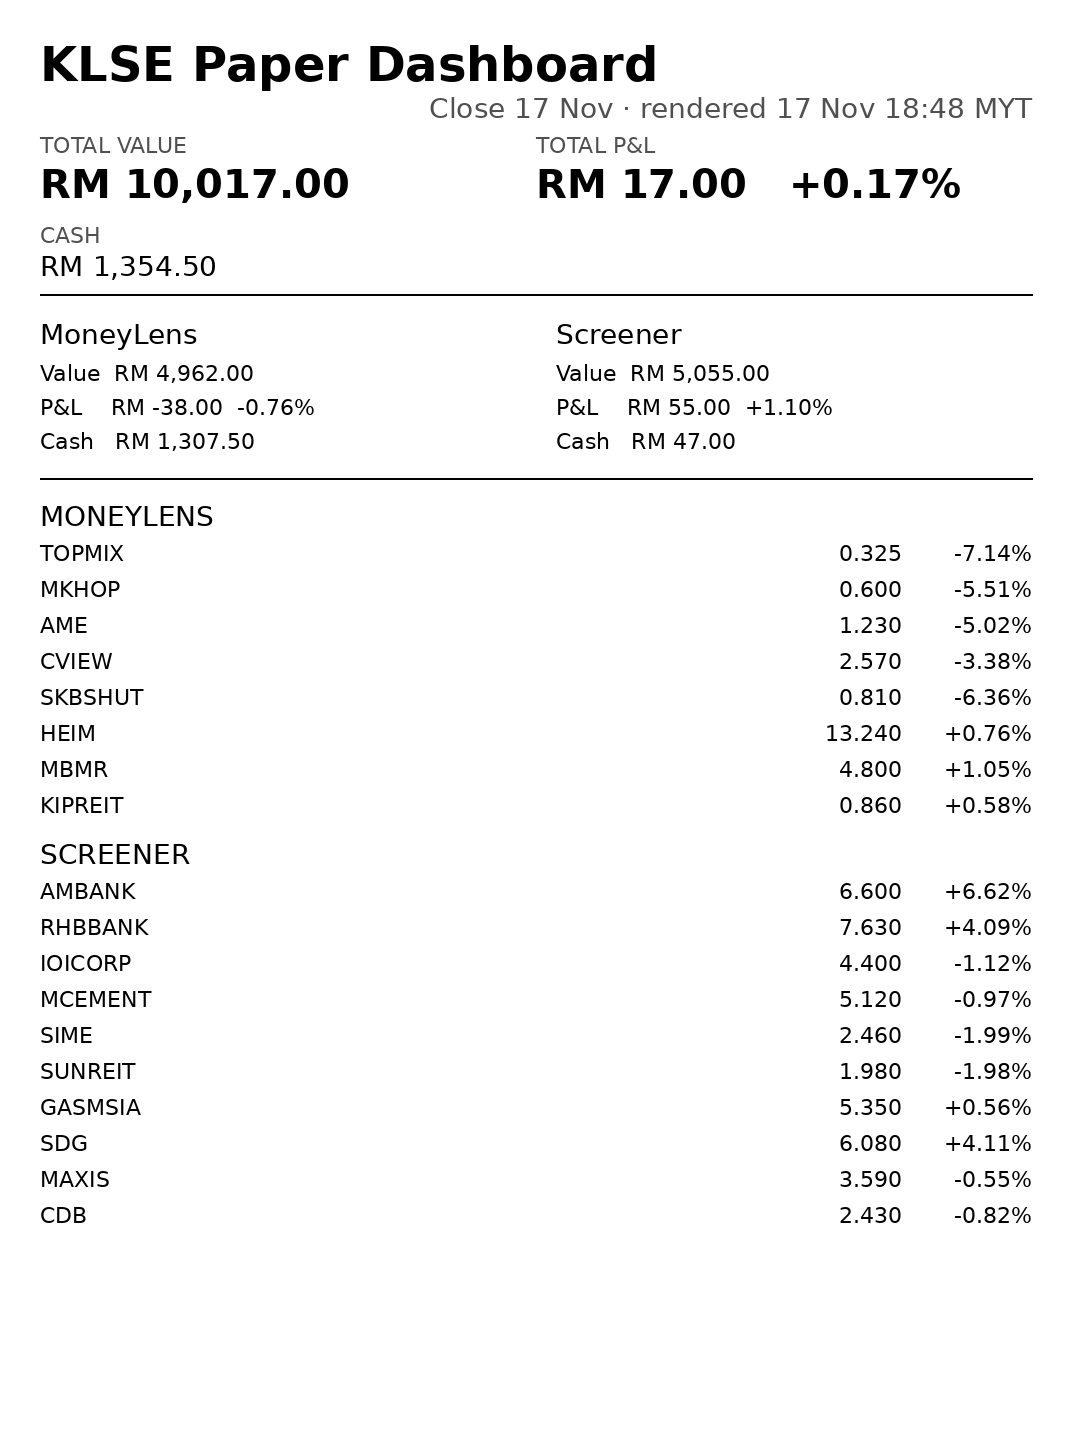 KLSE Paper Dashboard
Close 17 Nov · rendered 17 Nov 18:48 MYT
TOTAL VALUE TOTAL P&L
RM 10,017.00 RM 17.00 +0.17%
CASH
RM 1,354.50
MoneyLens Screener
Value RM 4,962.00 Value RM 5,055.00
P&L RM -38.00 -0.76% P&L RM 55.00 +1.10%
Cash RM 1,307.50 Cash RM 47.00
MONEYLENS
TOPMIX 0.325 -7.14%
MKHOP 0.600 -5.51%
AME 1.230 -5.02%
CVIEW 2.570 -3.38%
SKBSHUT 0.810 -6.36%
HEIM 13.240 +0.76%
MBMR 4.800 +1.05%
KIPREIT 0.860 +0.58%
SCREENER
AMBANK 6.600 +6.62%
RHBBANK 7.630 +4.09%
IOICORP 4.400 -1.12%
MCEMENT 5.120 -0.97%
SIME 2.460 -1.99%
SUNREIT 1.980 -1.98%
GASMSIA 5.350 +0.56%
SDG 6.080 +4.11%
MAXIS 3.590 -0.55%
CDB 2.430 -0.82%